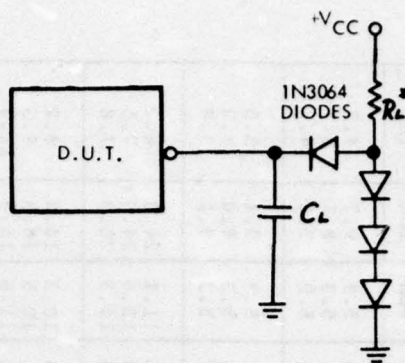 +VCC
1N3064
DIODES
RL*
D.U.T.
CL